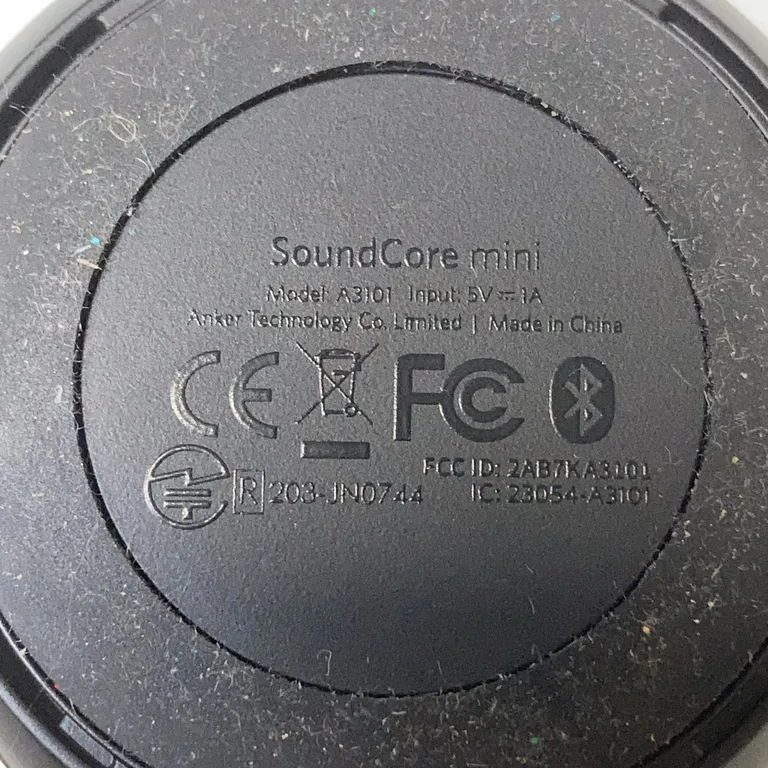 SoundCore mini
Model: A3101 Input: 5V⎓1A
Anker Technology Co. Limited | Made in China
CE FC
FCC ID: 2AB7KA3101
R 203-JN0744 IC: 23054-A3101